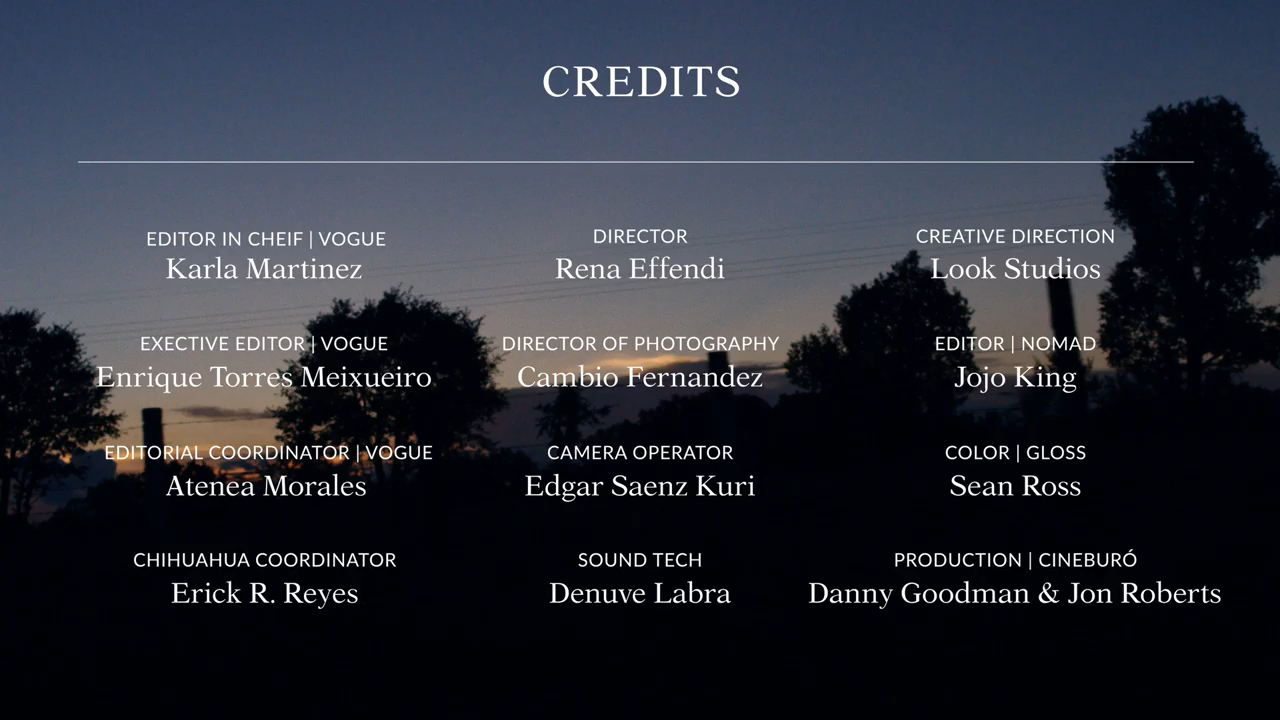 CREDITS
EDITOR IN CHEIF | VOGUE
Karla Martinez
EXECTIVE EDITOR | VOGUE
Enrique Torres Meixueiro
EDITORIAL COORDINATOR | VOGUE
Atenea Morales
CHIHUAHUA COORDINATOR
Erick R. Reyes
DIRECTOR
Rena Effendi
DIRECTOR OF PHOTOGRAPHY
Cambio Fernandez
CAMERA OPERATOR
Edgar Saenz Kuri
SOUND TECH
Denuve Labra
CREATIVE DIRECTION
Look Studios
EDITOR | NOMAD
Jojo King
COLOR | GLOSS
Sean Ross
PRODUCTION | CINEBURÓ
Danny Goodman & Jon Roberts